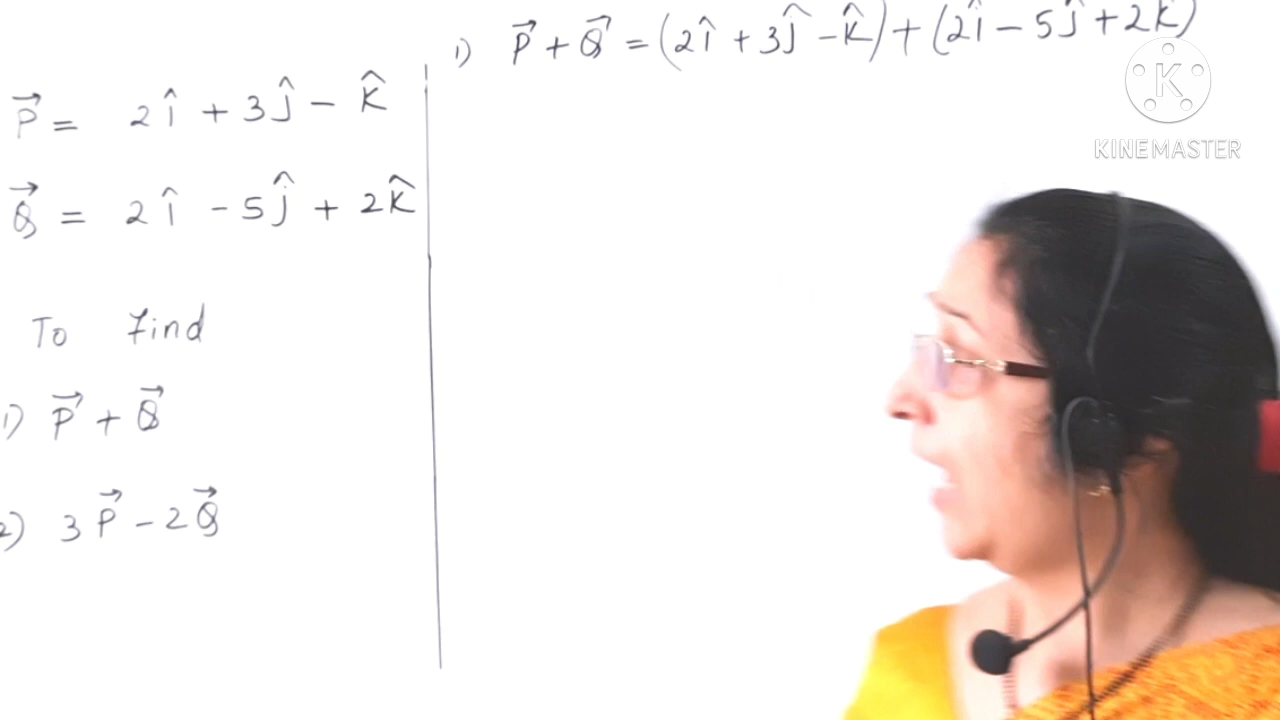 P⃗ = 2î + 3ĵ - k̂
Q⃗ = 2î - 5ĵ + 2k̂
To find
1) P⃗ + Q⃗
2) 3P⃗ - 2Q⃗
1) P⃗ + Q⃗ = (2î + 3ĵ - k̂) + (2î - 5ĵ + 2k̂)
K
KINEMASTER